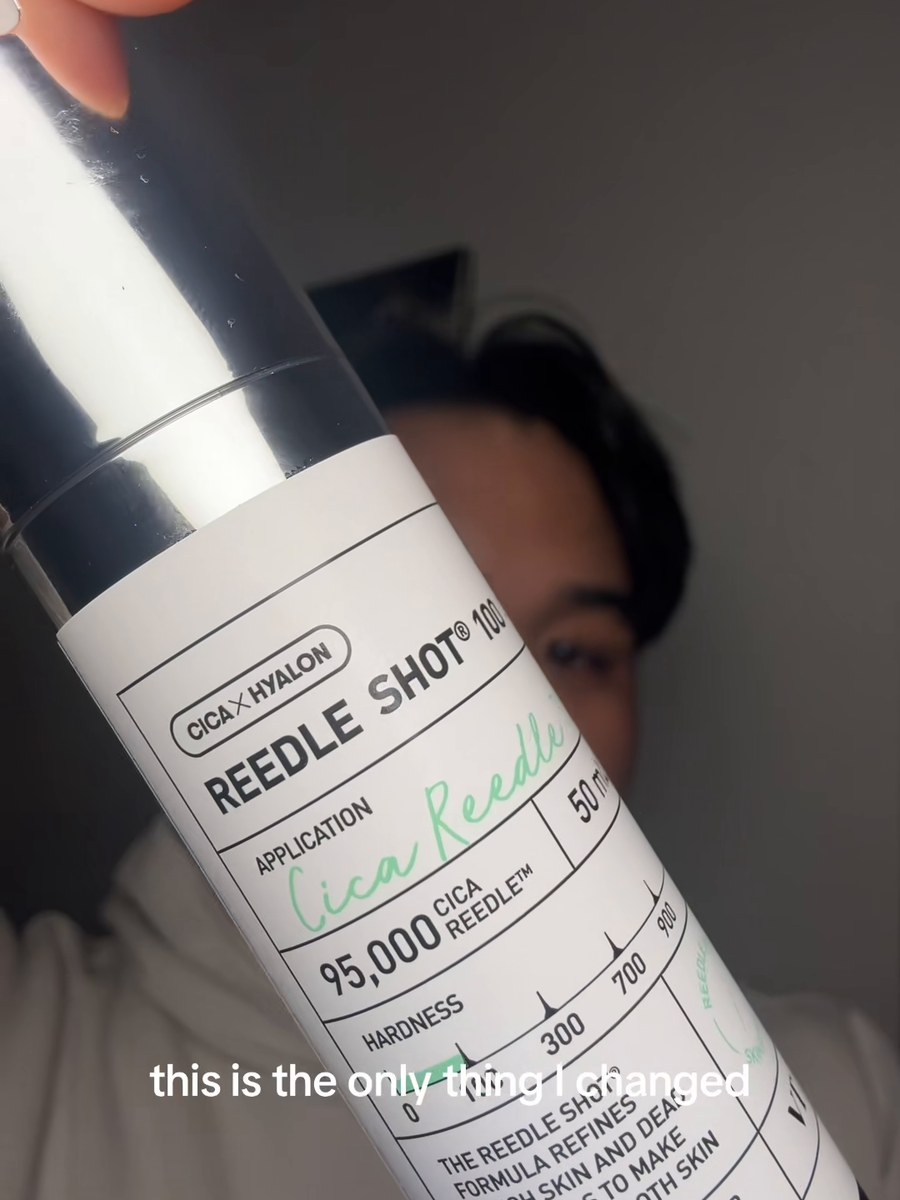 CICA X HYALON
REEDLE SHOT® 100
APPLICATION
Cica Reedle
50
95,000 CICA
REEDLE™
HARDNESS
0 100 300 700 900
this is the only thing I changed
THE REEDLE SHOT®
FORMULA REFINES
SKIN AND DEAD
TO MAKE
SKIN